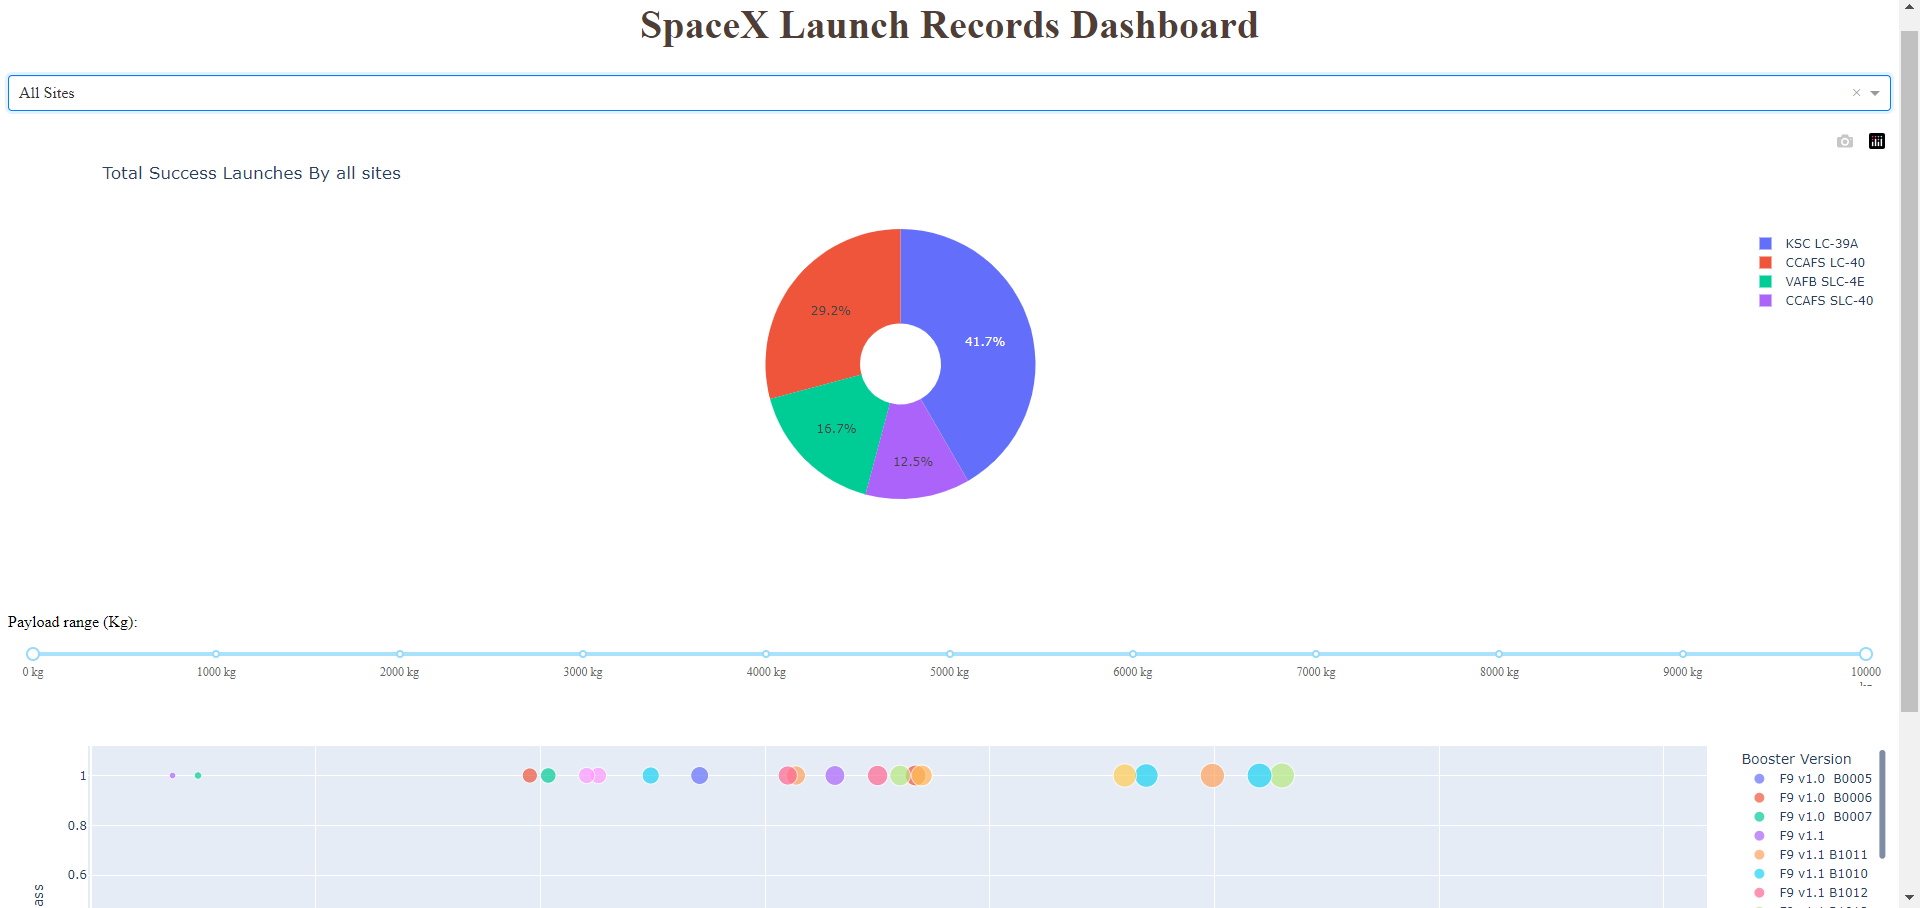 SpaceX Launch Records Dashboard
All Sites
Total Success Launches By all sites
KSC LC-39A
CCAFS LC-40
VAFB SLC-4E
CCAFS SLC-40
29.2%
41.7%
16.7%
12.5%
Payload range (Kg):
0 kg 1000 kg 2000 kg 3000 kg 4000 kg 5000 kg 6000 kg 7000 kg 8000 kg 9000 kg 10000
1
0.8
0.6
ass
Booster Version
F9 v1.0 B0005
F9 v1.0 B0006
F9 v1.0 B0007
F9 v1.1
F9 v1.1 B1011
F9 v1.1 B1010
F9 v1.1 B1012